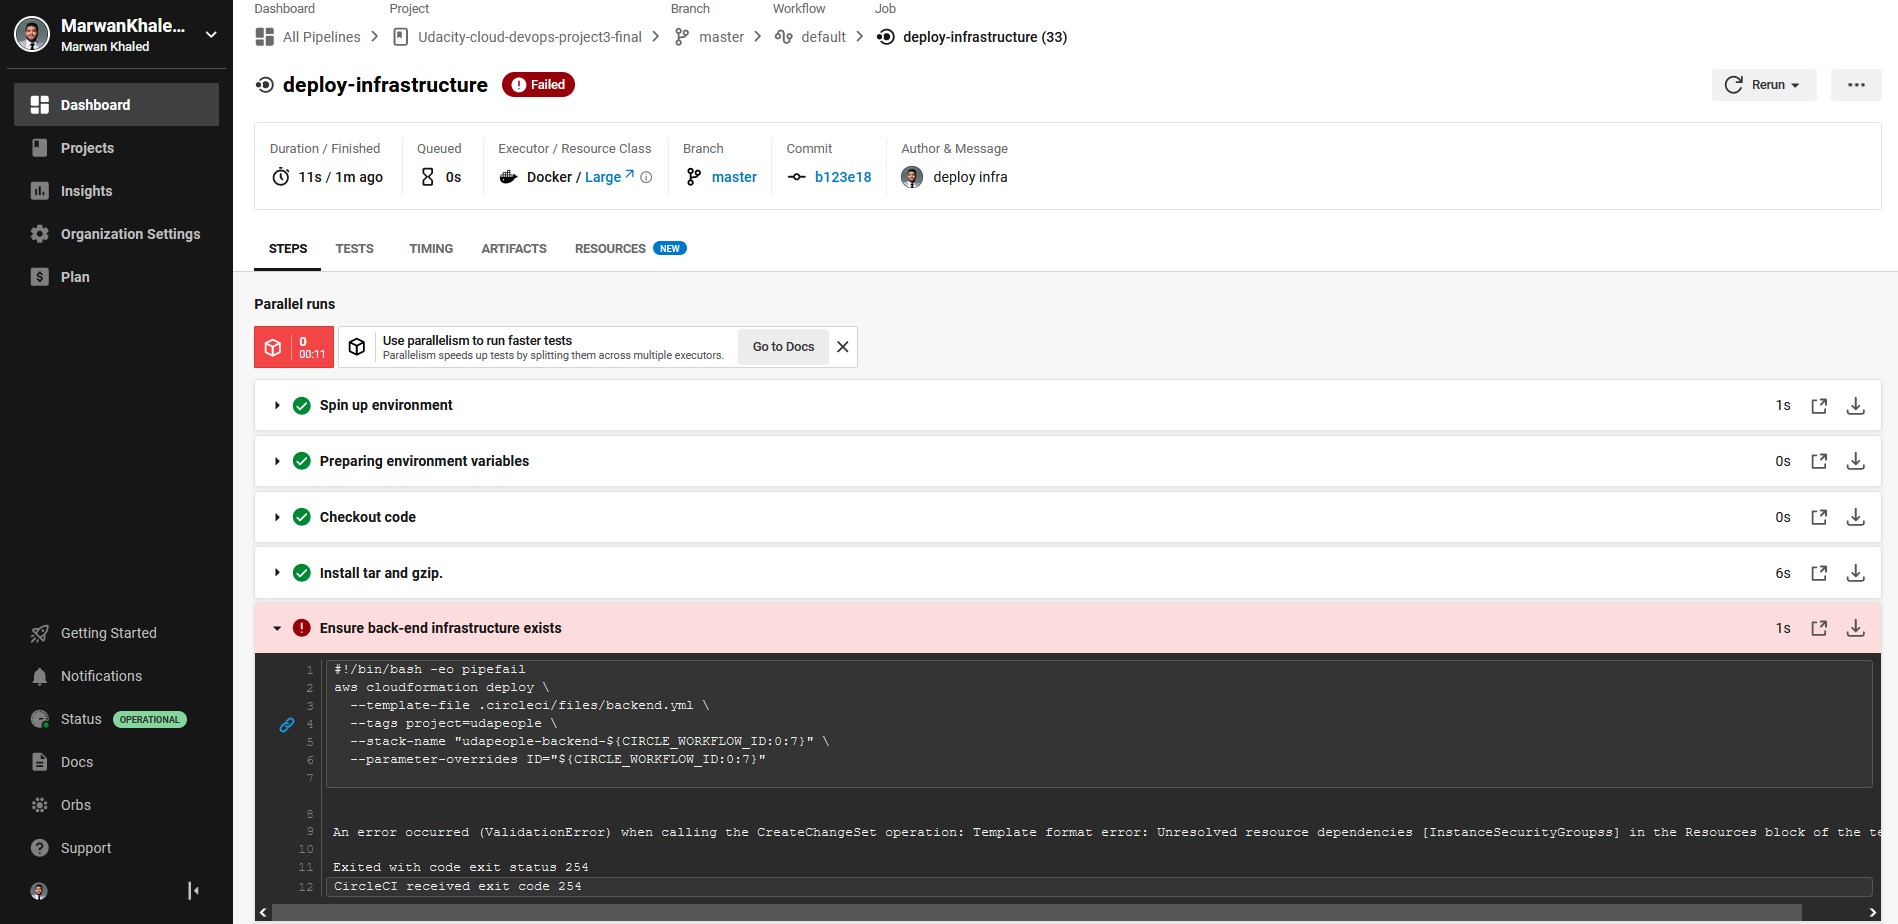 MarwanKhale...
Marwan Khaled
Dashboard
Projects
Insights
Organization Settings
$ Plan
Getting Started
Notifications
Status OPERATIONAL
Docs
Orbs
? Support
Dashboard Project Branch Workflow Job
All Pipelines Udacity-cloud-devops-project3-final master default deploy-infrastructure (33)
deploy-infrastructure ! Failed
Rerun
Duration / Finished Queued Executor / Resource Class Branch Commit Author & Message
11s / 1m ago 0s Docker / Large master b123e18 deploy infra
STEPS TESTS TIMING ARTIFACTS RESOURCES NEW
Parallel runs
0
00:11
Use parallelism to run faster tests
Parallelism speeds up tests by splitting them across multiple executors.
Go to Docs
Spin up environment 1s
Preparing environment variables 0s
Checkout code 0s
Install tar and gzip. 6s
! Ensure back-end infrastructure exists 1s
1 #!/bin/bash -eo pipefail
2 aws cloudformation deploy \
3 --template-file .circleci/files/backend.yml \
4 --tags project=udapeople \
5 --stack-name "udapeople-backend-${CIRCLE_WORKFLOW_ID:0:7}" \
6 --parameter-overrides ID="${CIRCLE_WORKFLOW_ID:0:7}"
7
8
9 An error occurred (ValidationError) when calling the CreateChangeSet operation: Template format error: Unresolved resource dependencies [InstanceSecurityGroupss] in the Resources block of the te
10
11 Exited with code exit status 254
12 CircleCI received exit code 254